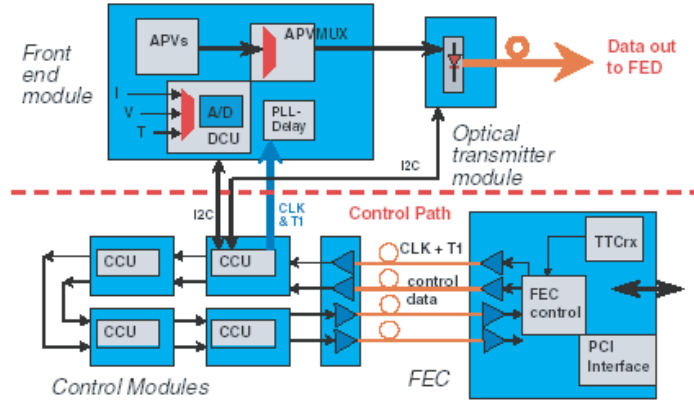 Front
end
module
APVs
APVMUX
Data out
to FED
I
V
T
A/D
DCU
PLL-
Delay
Optical
transmitter
module
I2C
I2C
CLK
& T1
Control Path
CCU
CCU
CLK + T1
TTCrx
control
data
FEC
control
CCU
CCU
PCI
Interface
Control Modules
FEC